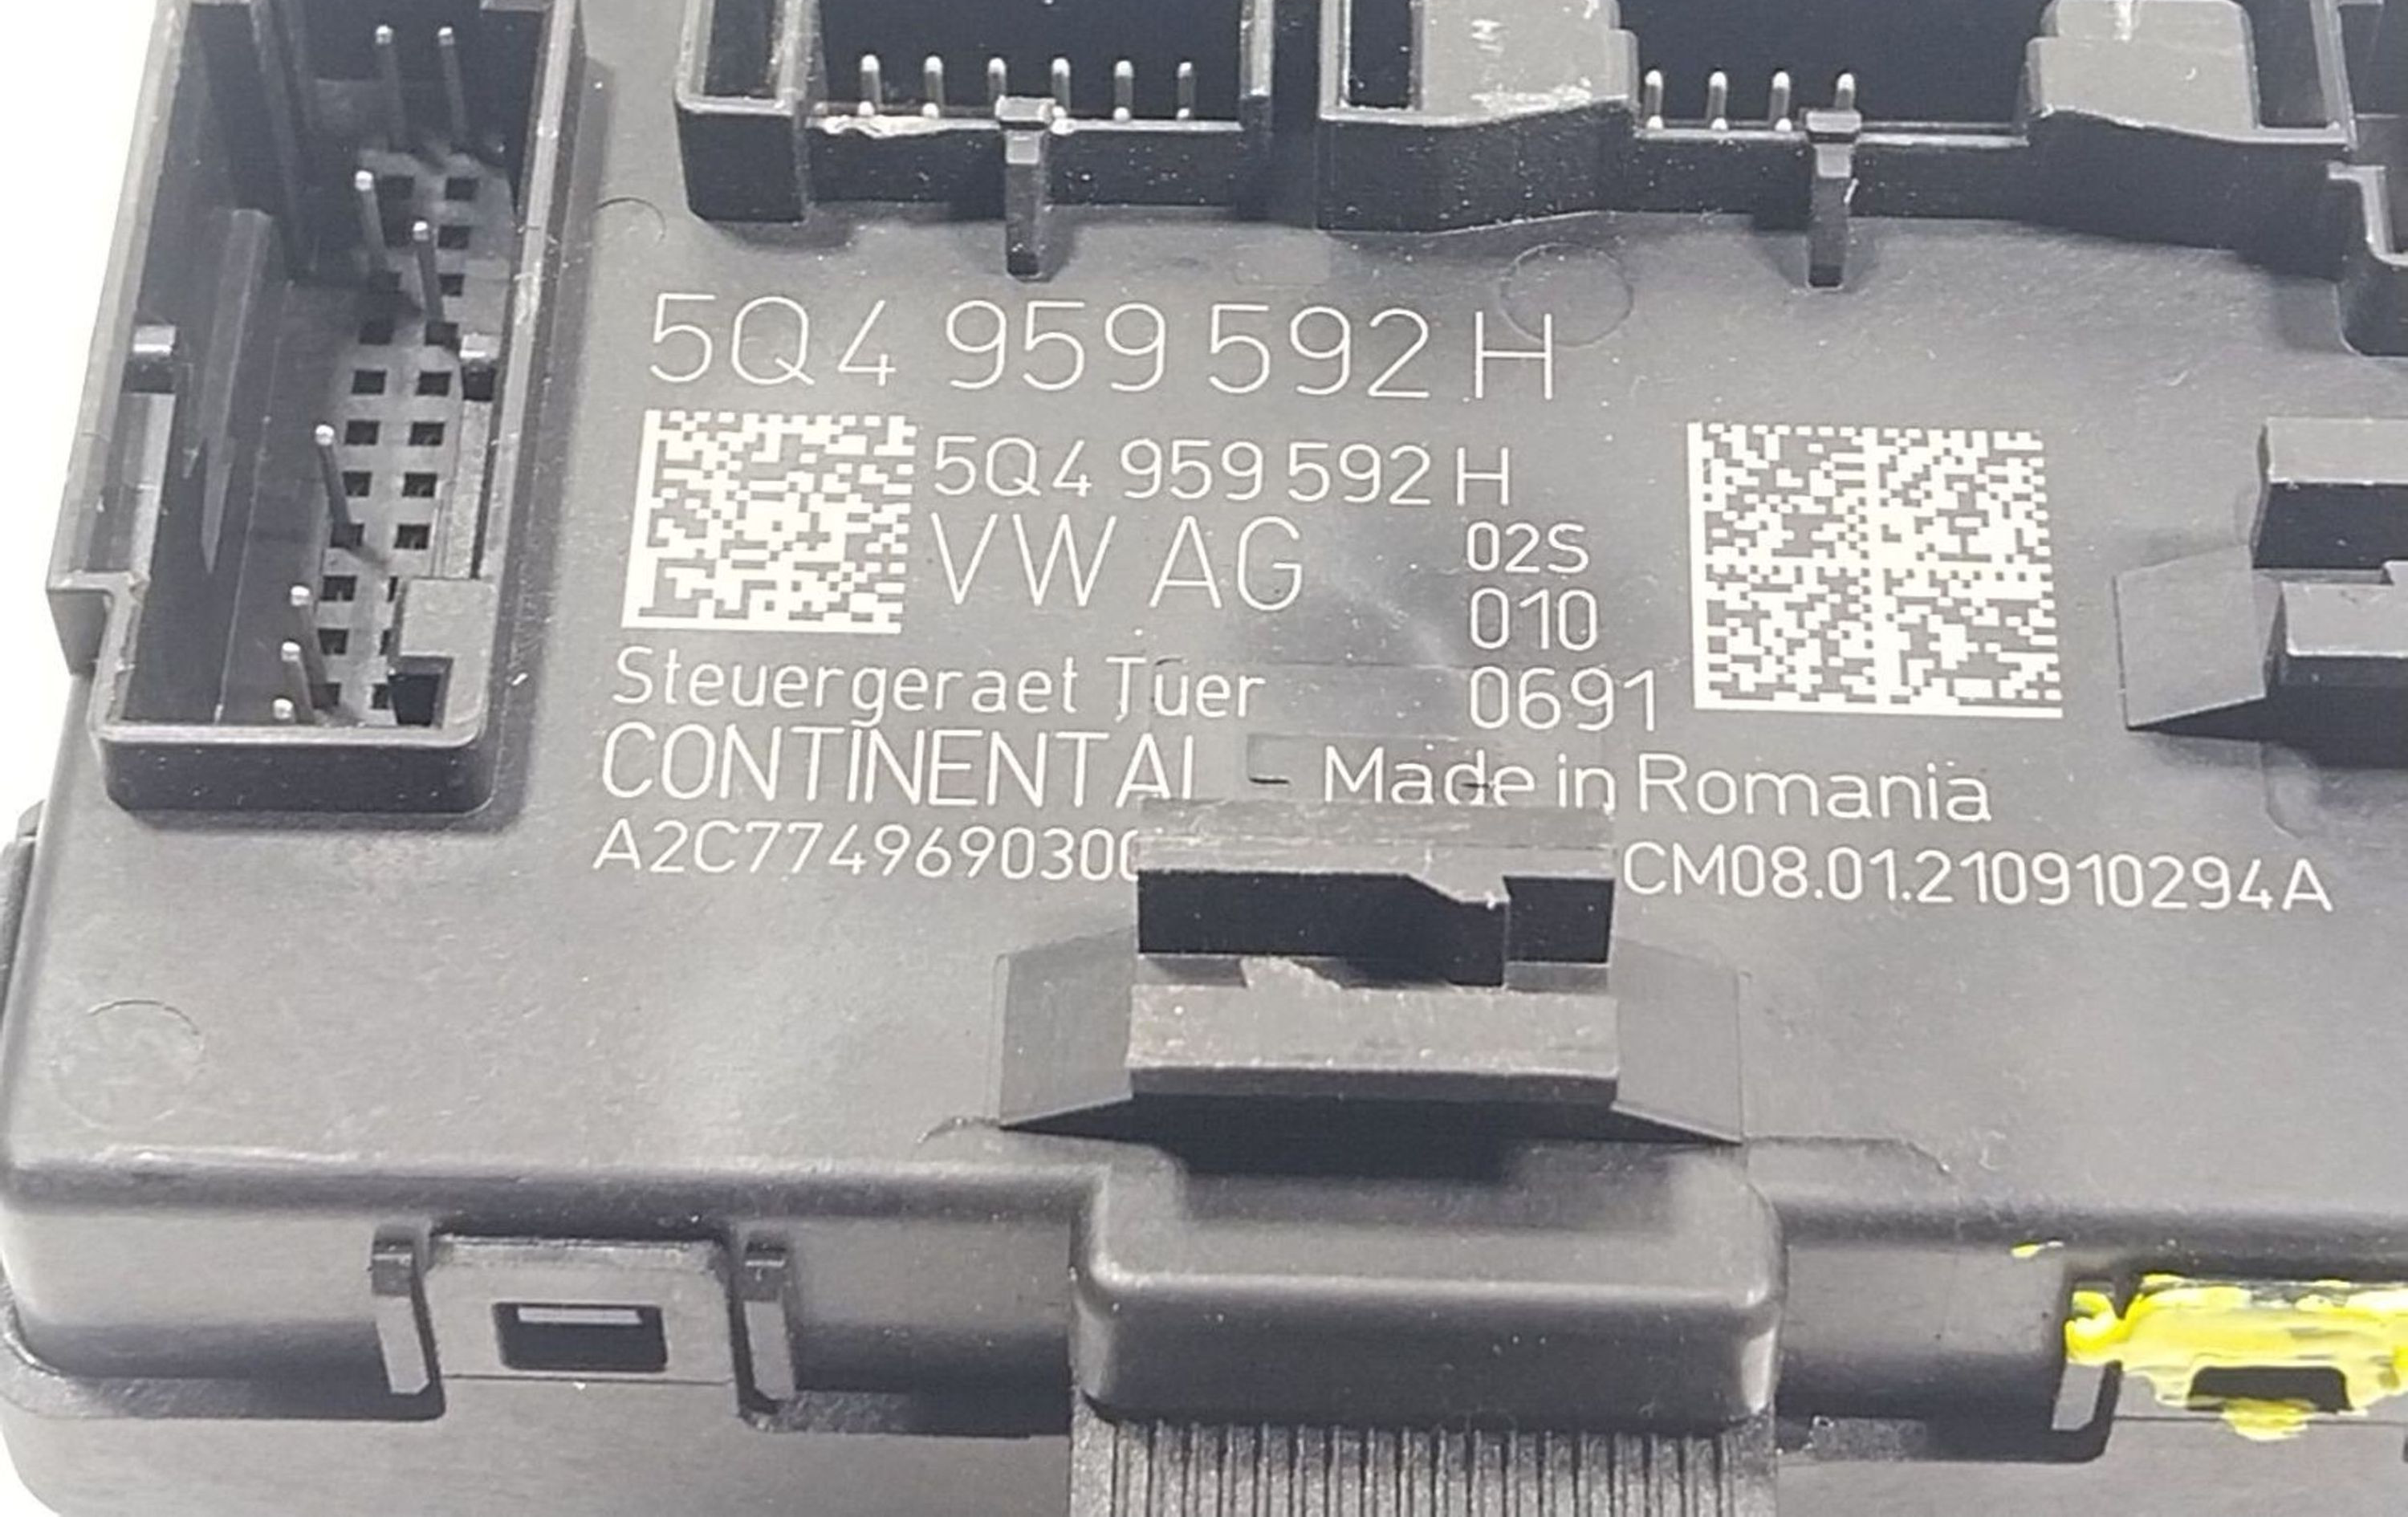 5Q4 959 592 H
5Q4 959 592 H
VW AG 02S
010
Steuergeraet Tuer 0691
CONTINENTAL - Made in Romania
A2C7749690300 CM08.01.210910294A